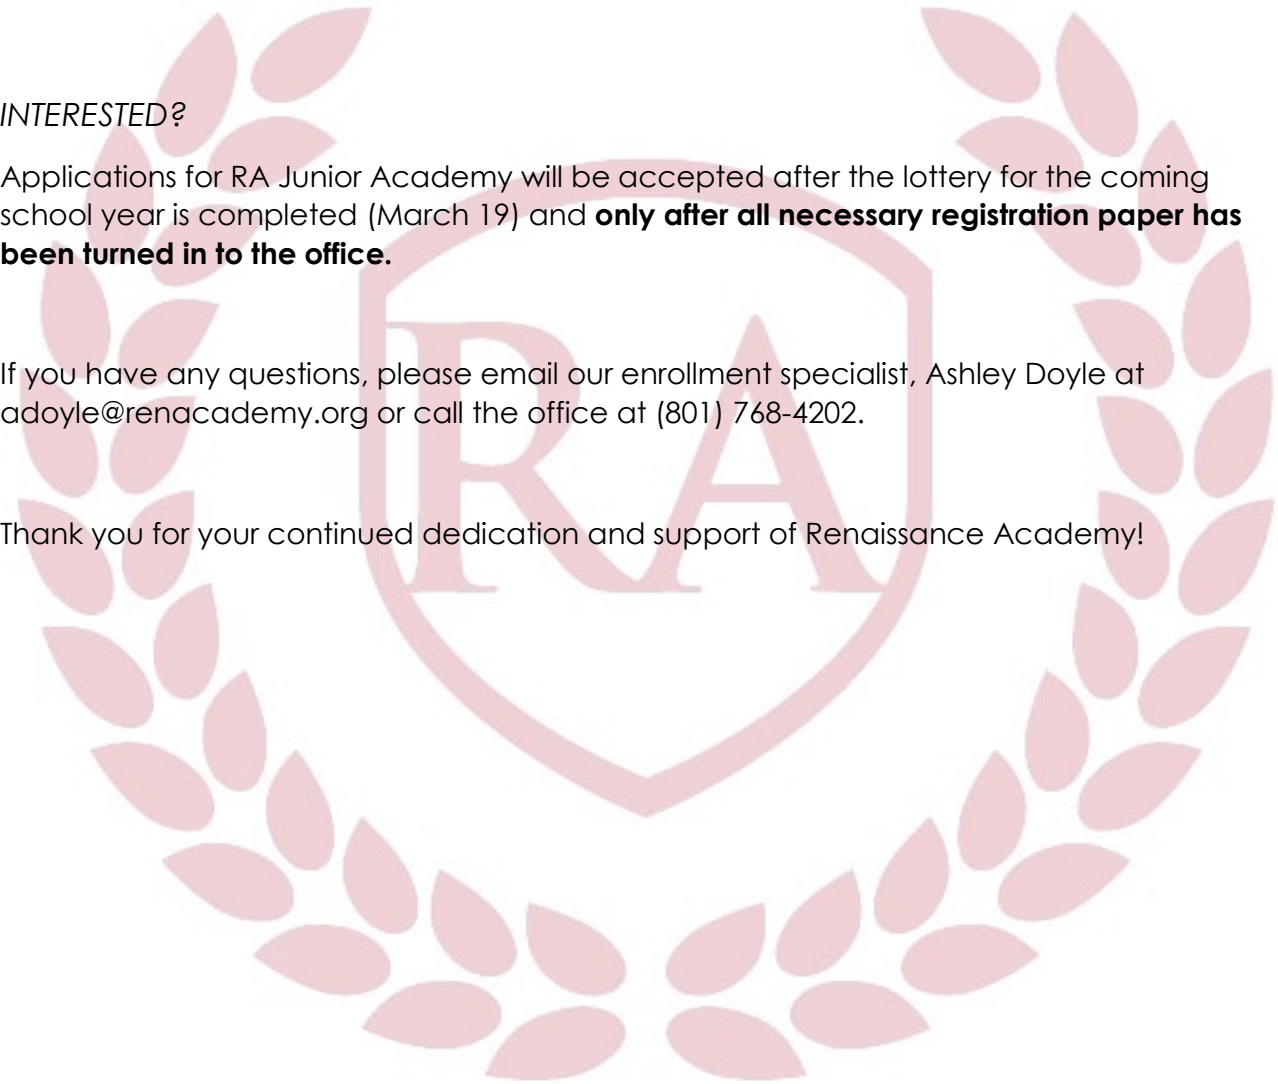 INTERESTED?
Applications for RA Junior Academy will be accepted after the lottery for the coming
school year is completed (March 19) and only after all necessary registration paper has
been turned in to the office.
If you have any questions, please email our enrollment specialist, Ashley Doyle at
adoyle@renacademy.org or call the office at (801) 768-4202.
Thank you for your continued dedication and support of Renaissance Academy!
RA